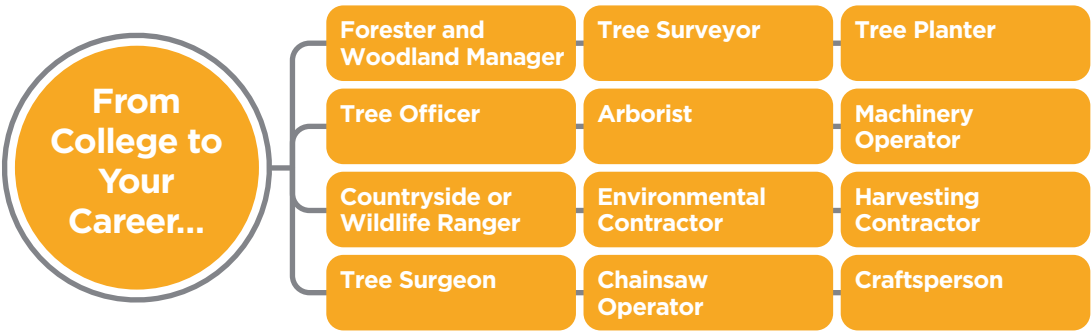 From
College to
Your
Career...
Forester and
Woodland Manager
Tree Surveyor
Tree Planter
Tree Officer
Arborist
Machinery
Operator
Countryside or
Wildlife Ranger
Environmental
Contractor
Harvesting
Contractor
Tree Surgeon
Chainsaw
Operator
Craftsperson